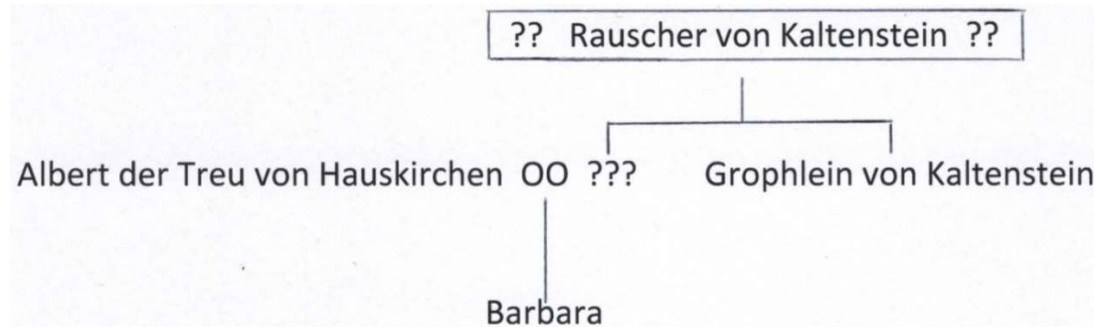 ?? Rauscher von Kaltenstein ??
Albert der Treu von Hauskirchen OO ??? Grophlein von Kaltenstein
Barbara